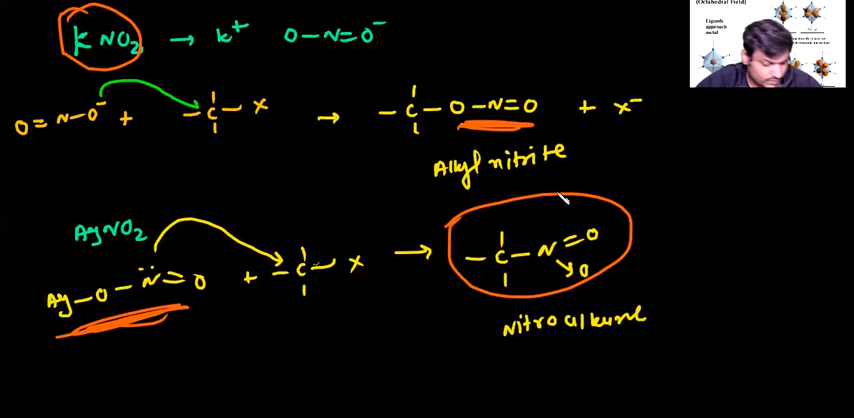 (Octahedral Field)
Ligands approach metal
KNO₂ → K⁺ O-N=O⁻
O=N-O⁻ + -C-X → -C-O-N=O + X⁻
Alkyl nitrite
AgNO₂
Ag-O-N̈=O + -C-X → -C-N=O
↘O
Nitroalkane